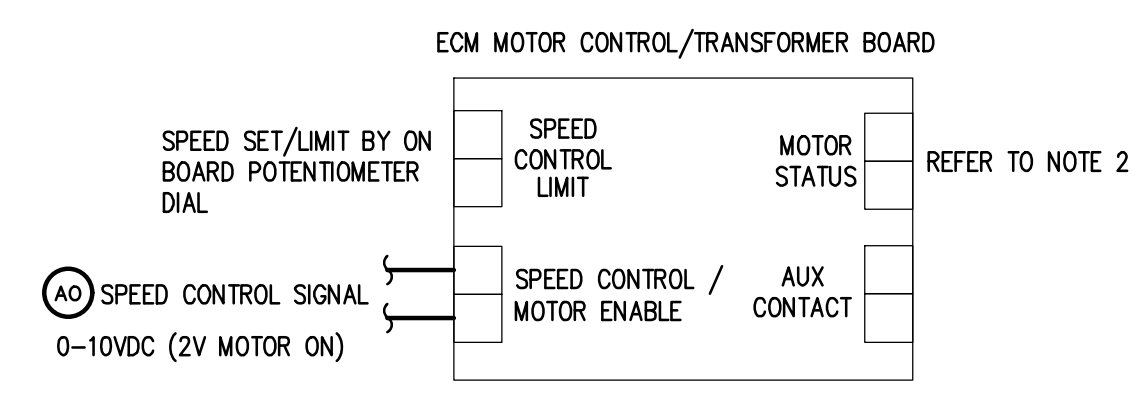 ECM MOTOR CONTROL/TRANSFORMER BOARD
SPEED SET/LIMIT BY ON
BOARD POTENTIOMETER
DIAL
SPEED
CONTROL
LIMIT
MOTOR
STATUS
REFER TO NOTE 2
AO SPEED CONTROL SIGNAL
0-10VDC (2V MOTOR ON)
SPEED CONTROL /
MOTOR ENABLE
AUX
CONTACT